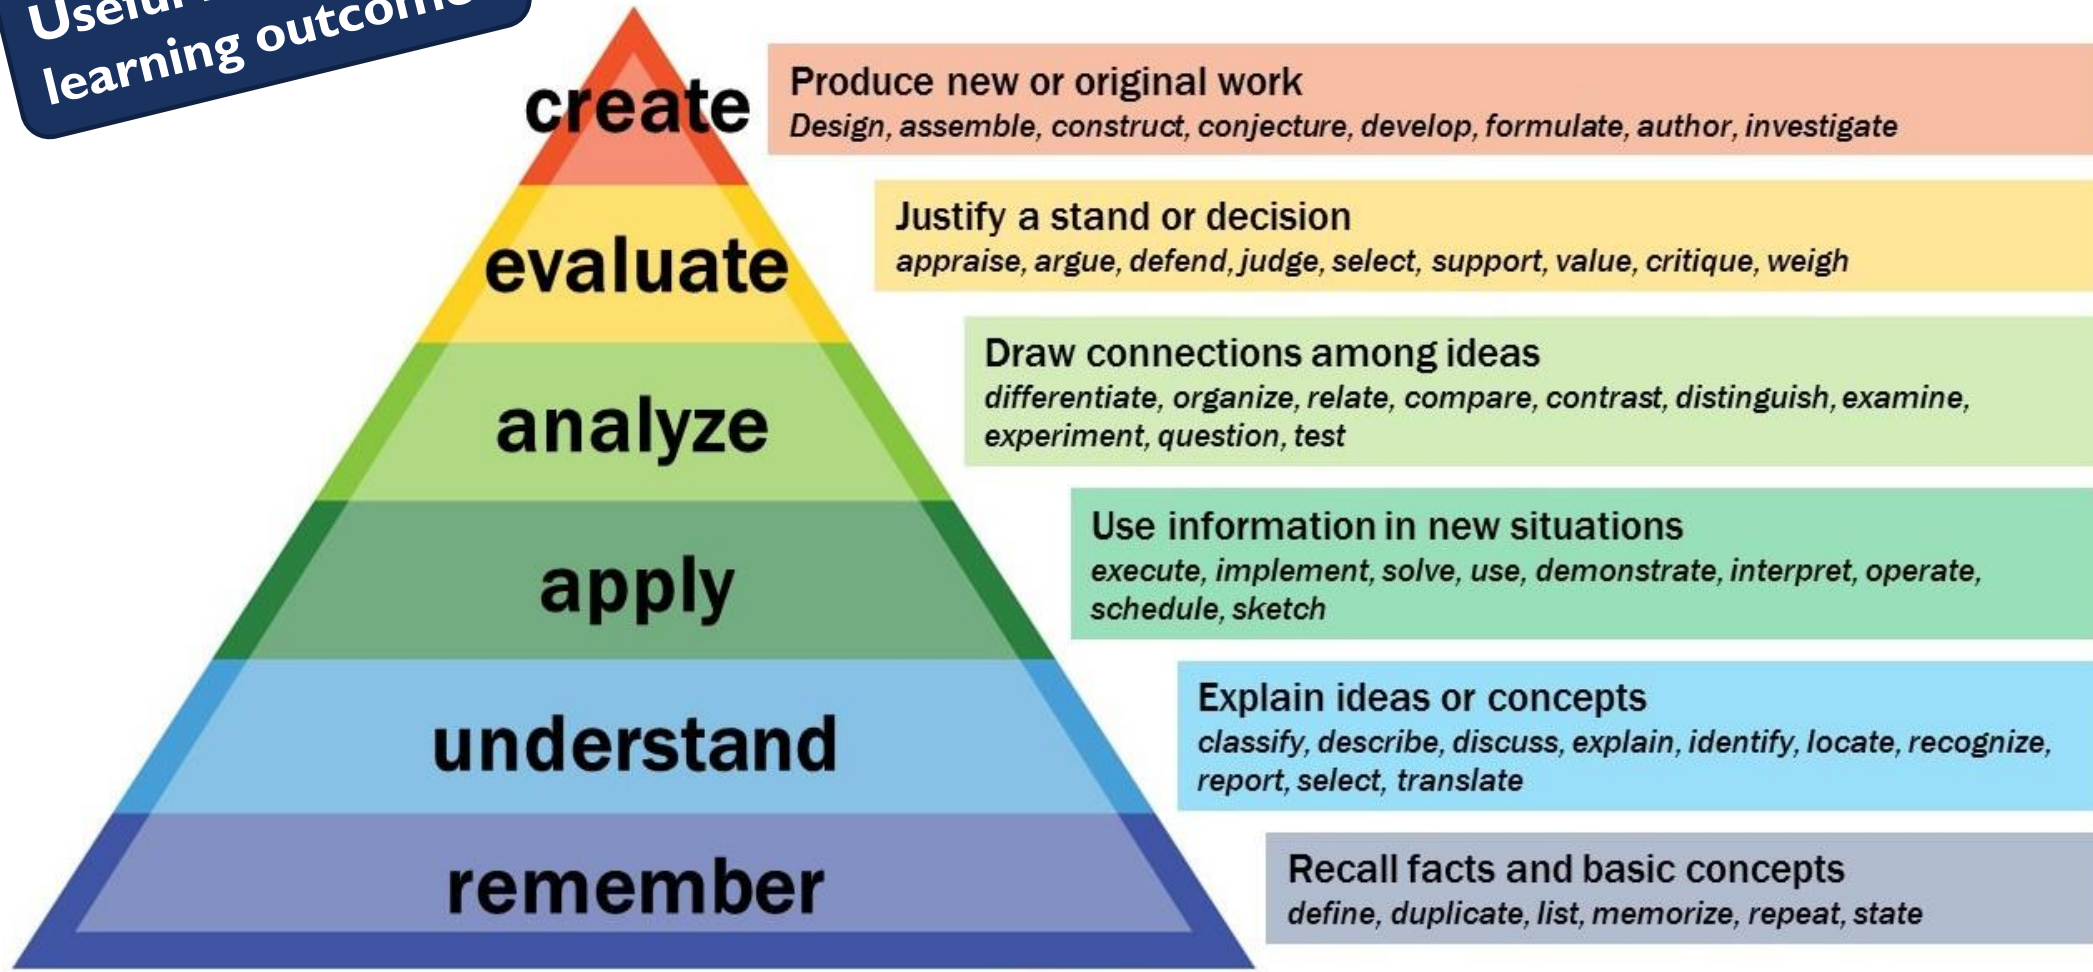 Useful
learning outcome
create
Produce new or original work
Design, assemble, construct, conjecture, develop, formulate, author, investigate
evaluate
Justify a stand or decision
appraise, argue, defend, judge, select, support, value, critique, weigh
analyze
Draw connections among ideas
differentiate, organize, relate, compare, contrast, distinguish, examine,
experiment, question, test
apply
Use information in new situations
execute, implement, solve, use, demonstrate, interpret, operate,
schedule, sketch
understand
Explain ideas or concepts
classify, describe, discuss, explain, identify, locate, recognize,
report, select, translate
remember
Recall facts and basic concepts
define, duplicate, list, memorize, repeat, state